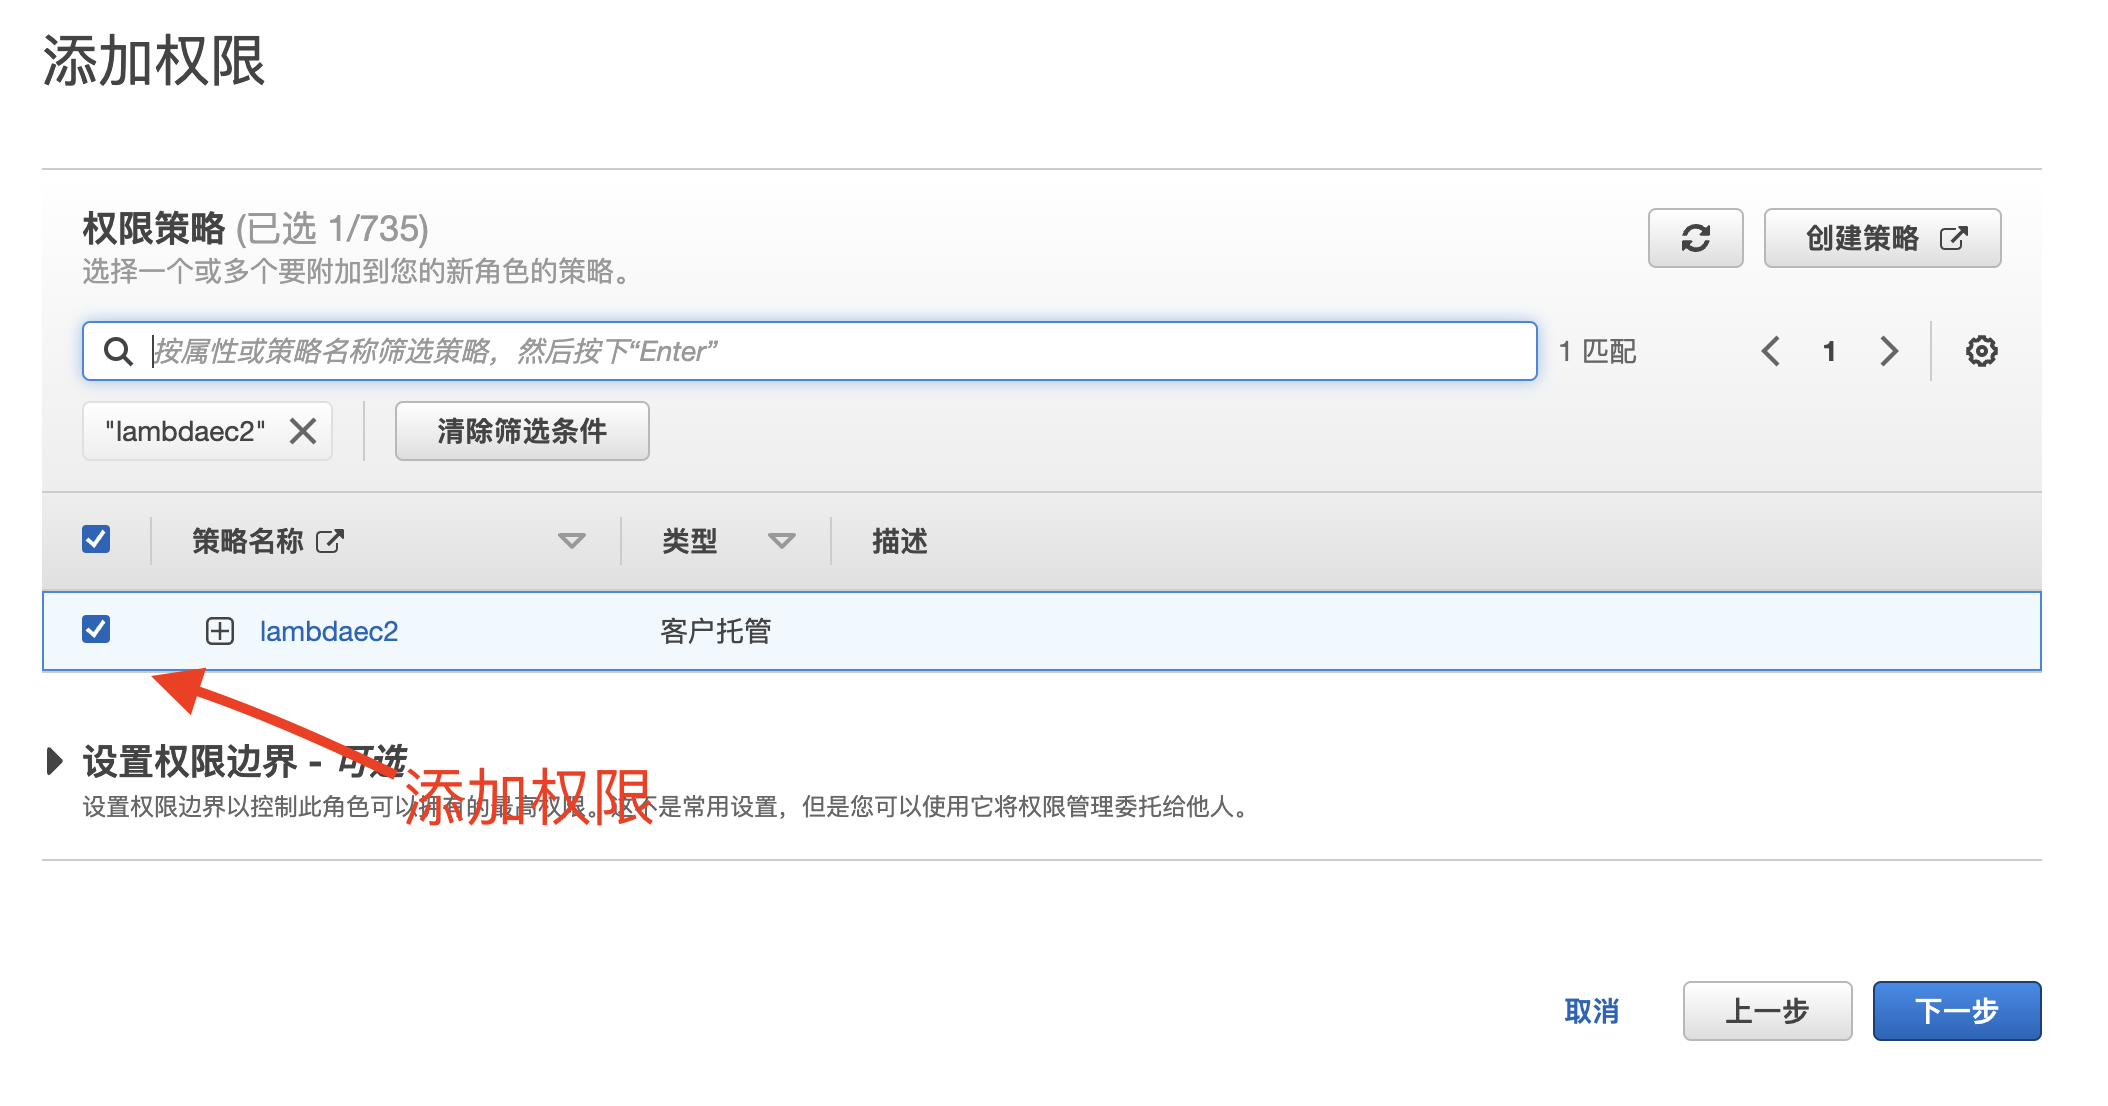 添加权限
权限策略 (已选 1/735)
选择一个或多个要附加到您的新角色的策略。
创建策略
按属性或策略名称筛选策略，然后按下“Enter”
1 匹配
1
"lambdaec2"
清除筛选条件
策略名称 类型 描述
lambdaec2 客户托管
设置权限边界 - 可选
添加权限
设置权限边界以控制此角色可以拥有的最高权限。这不是常用设置，但是您可以使用它将权限管理委托给他人。
取消 上一步 下一步